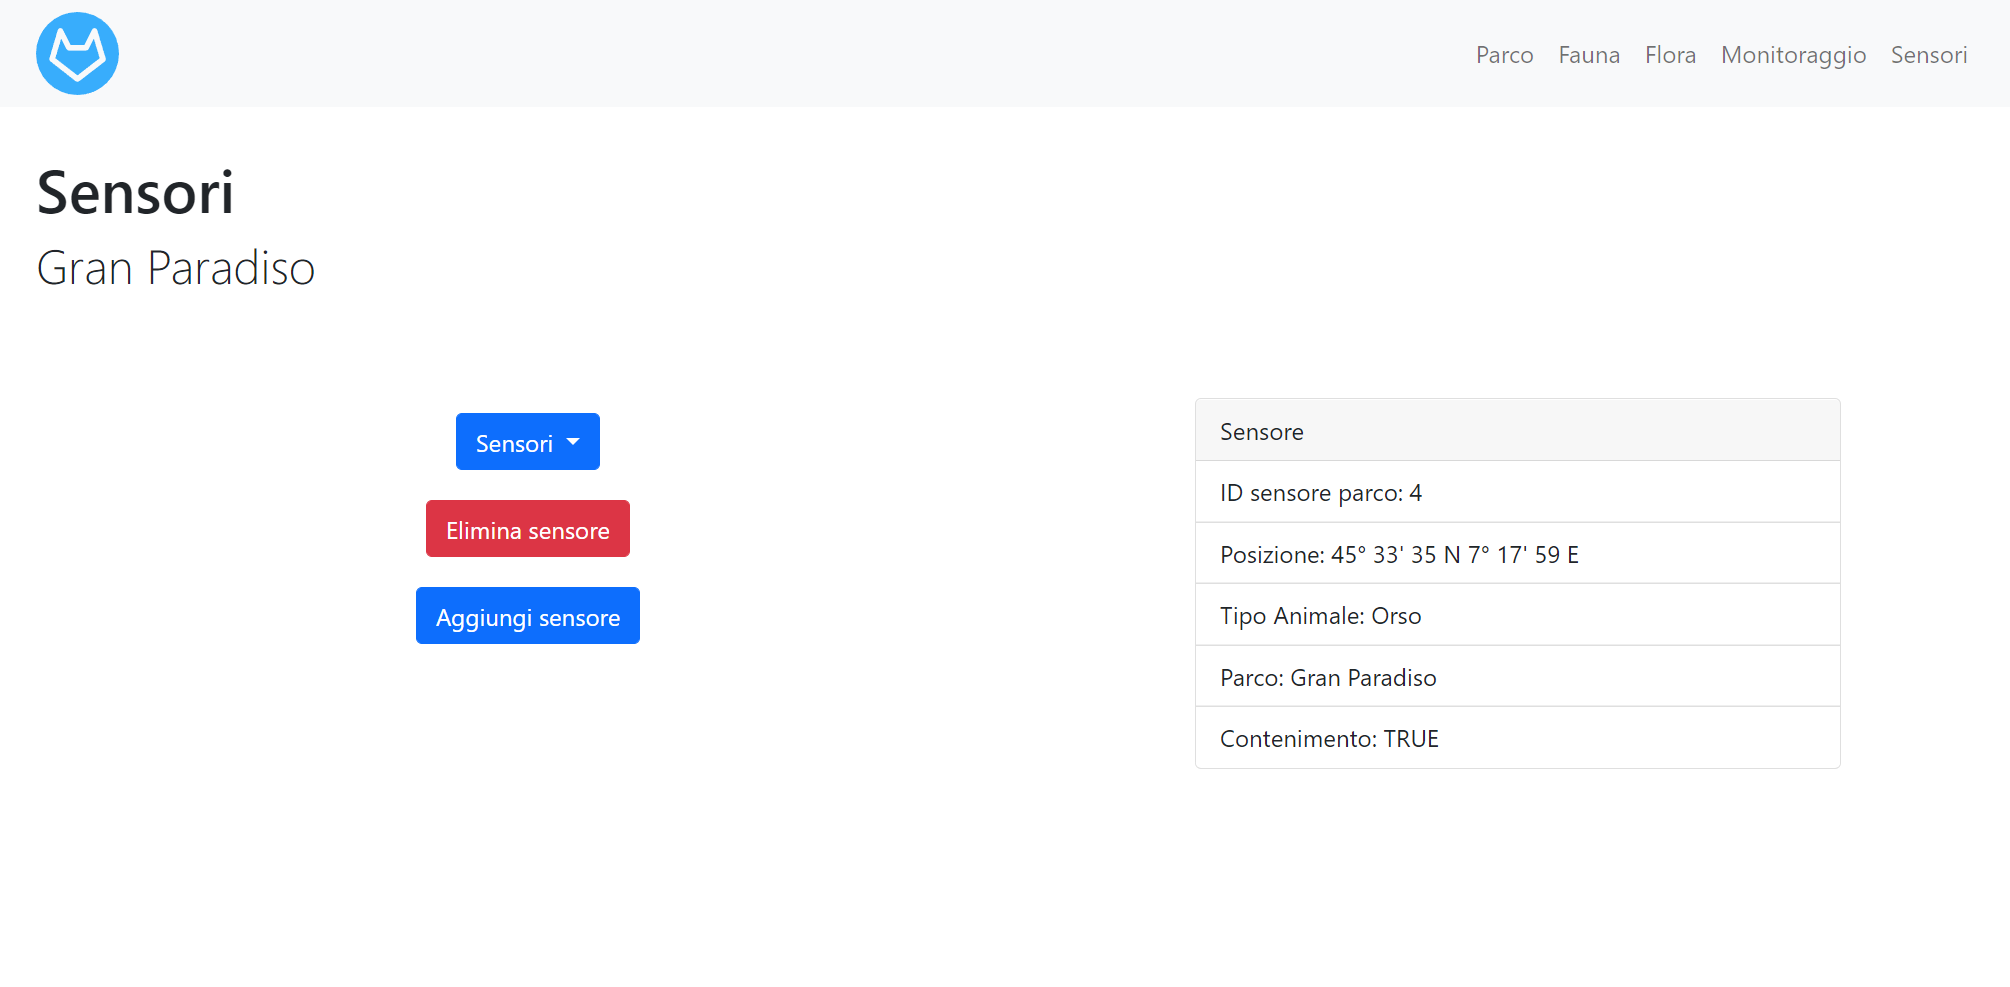 Parco Fauna Flora Monitoraggio Sensori
Sensori
Gran Paradiso
Sensori
Elimina sensore
Aggiungi sensore
Sensore
ID sensore parco: 4
Posizione: 45° 33' 35 N 7° 17' 59 E
Tipo Animale: Orso
Parco: Gran Paradiso
Contenimento: TRUE